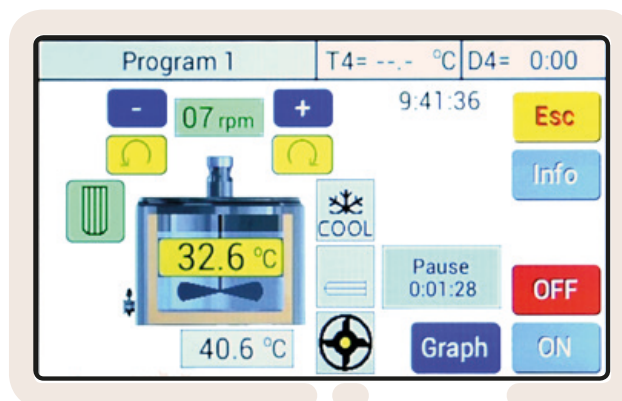 Program 1
T4= --.- °C
D4= 0:00
-
07 rpm
+
9:41:36
Esc
Info
COOL
32.6 °C
Pause
0:01:28
OFF
40.6 °C
Graph
ON